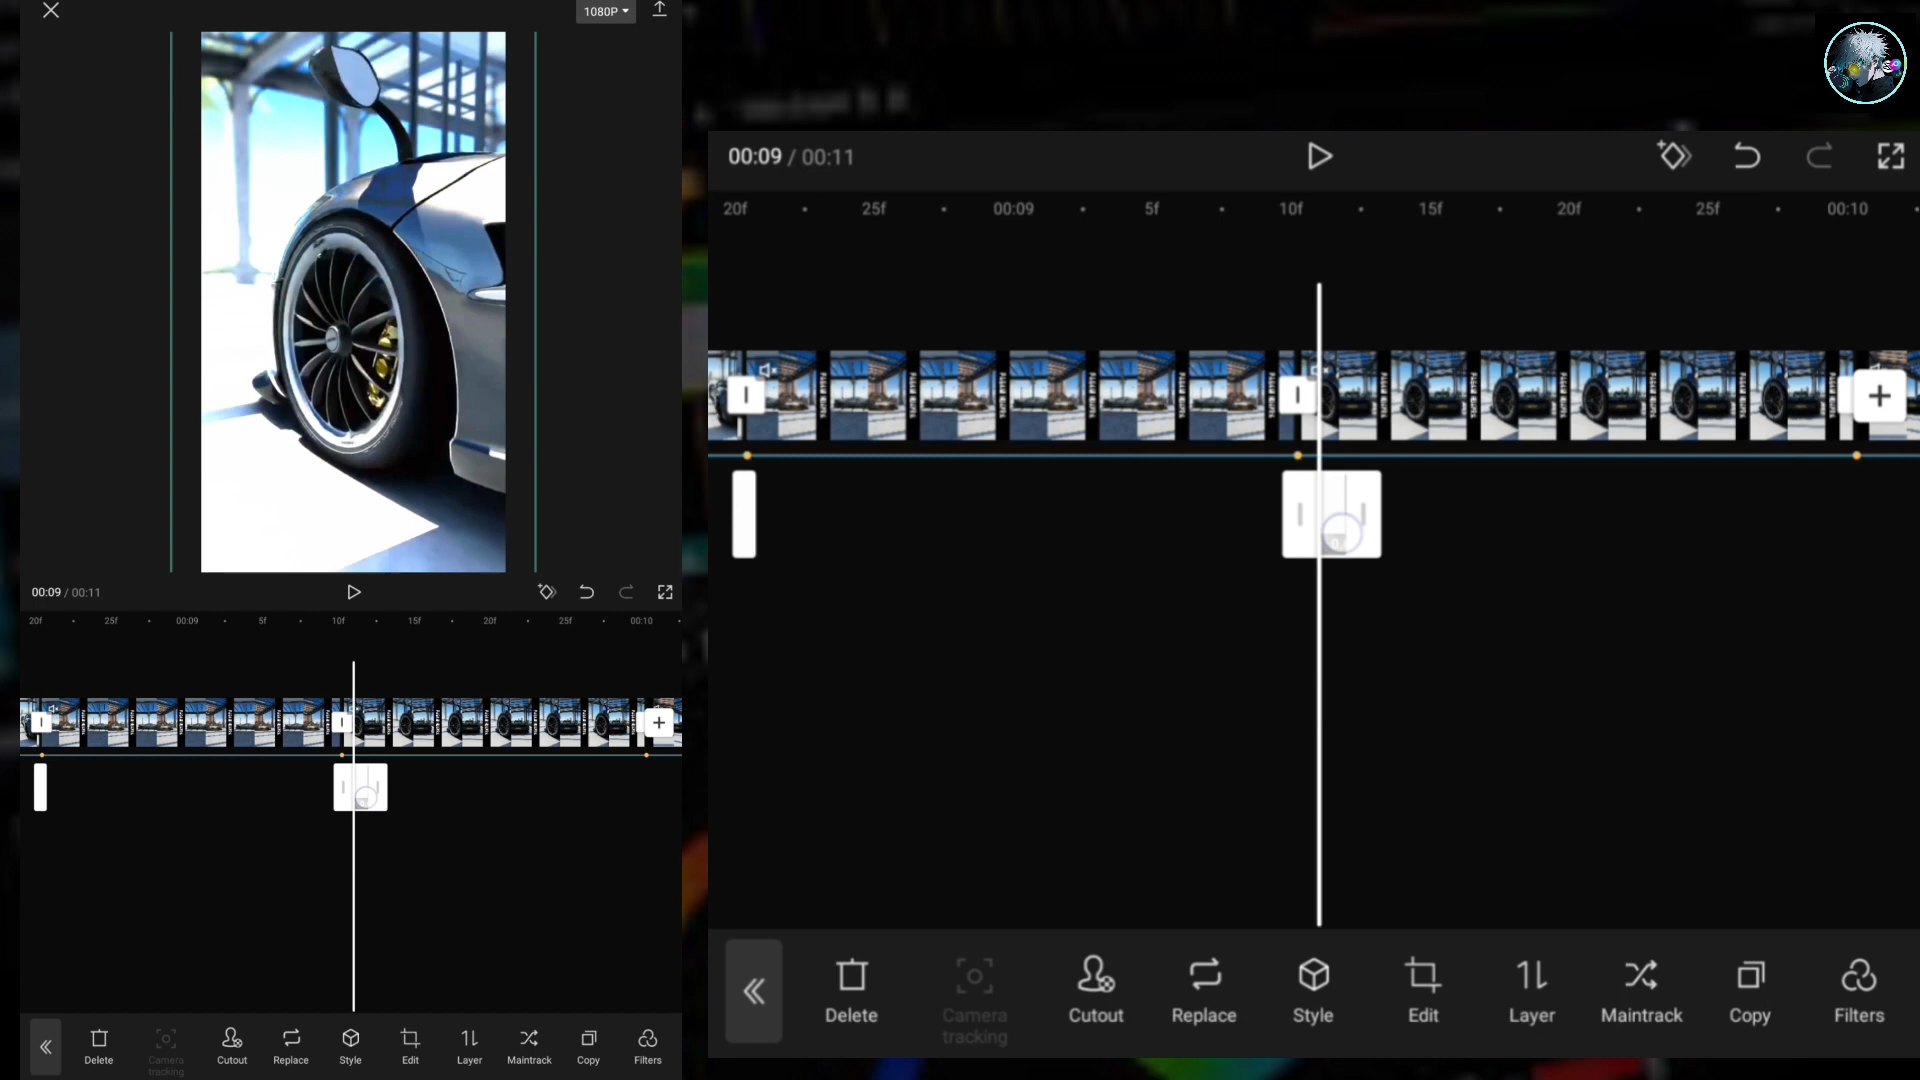 1080P
00:09 / 00:11
20f 25f 00:09 5f 10f 15f 20f 25f 00:10
Delete Camera tracking Cutout Replace Style Edit Layer Maintrack Copy Filters
00:09 / 00:11
20f 25f 00:09 5f 10f 15f 20f 25f 00:10
Delete Camera tracking Cutout Replace Style Edit Layer Maintrack Copy Filters